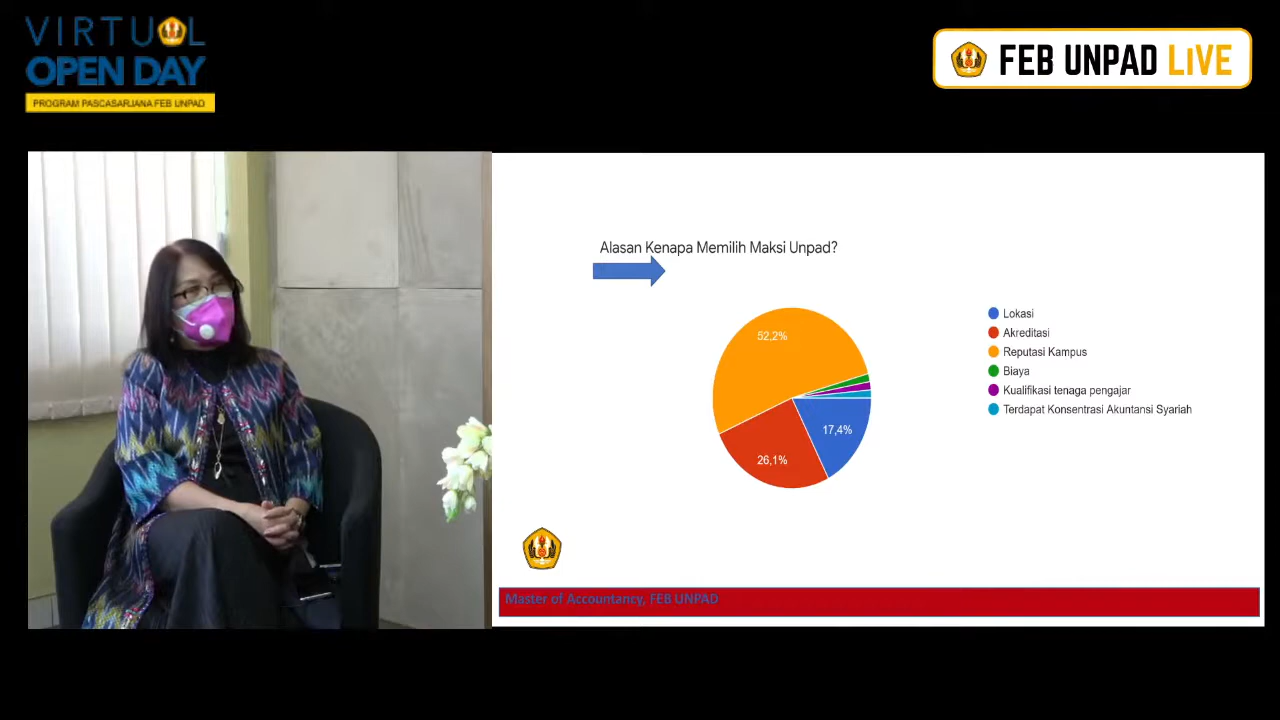 VIRTUAL
OPEN DAY
PROGRAM PASCASARJANA FEB UNPAD
FEB UNPAD LIVE
Alasan Kenapa Memilih Maksi Unpad?
52,2%
17,4%
26,1%
Lokasi
Akreditasi
Reputasi Kampus
Biaya
Kualifikasi tenaga pengajar
Terdapat Konsentrasi Akuntansi Syariah
Master of Accountancy, FEB UNPAD